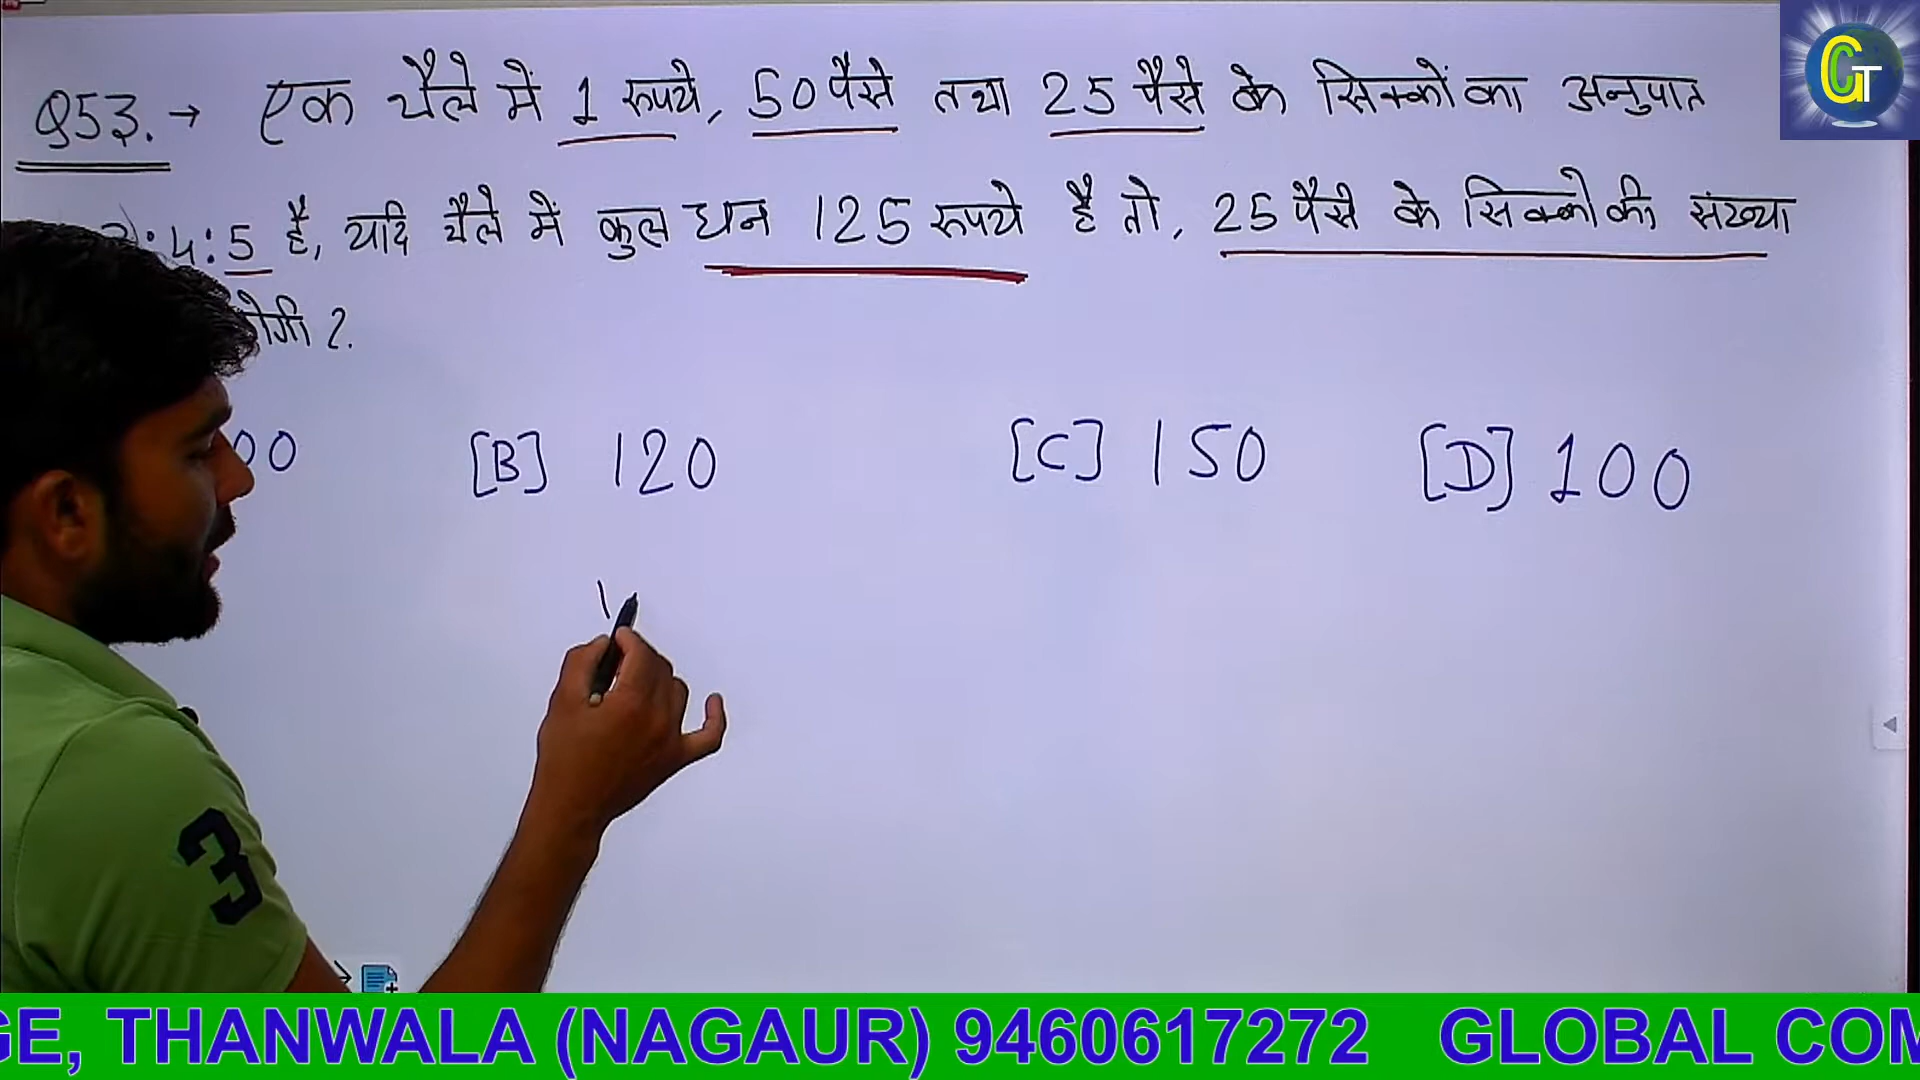 Q53. → एक थैले में 1 रूपये, 50 पैसे तथा 25 पैसे के सिक्कों का अनुपात
: 4 : 5 है, यदि थैले में कुल धन 125 रूपये है तो, 25 पैसे के सिक्कों की संख्या
होगी ?.
00 [B] 120 [C] 150 [D] 100
1
3
GE, THANWALA (NAGAUR) 9460617272 GLOBAL COM
GT